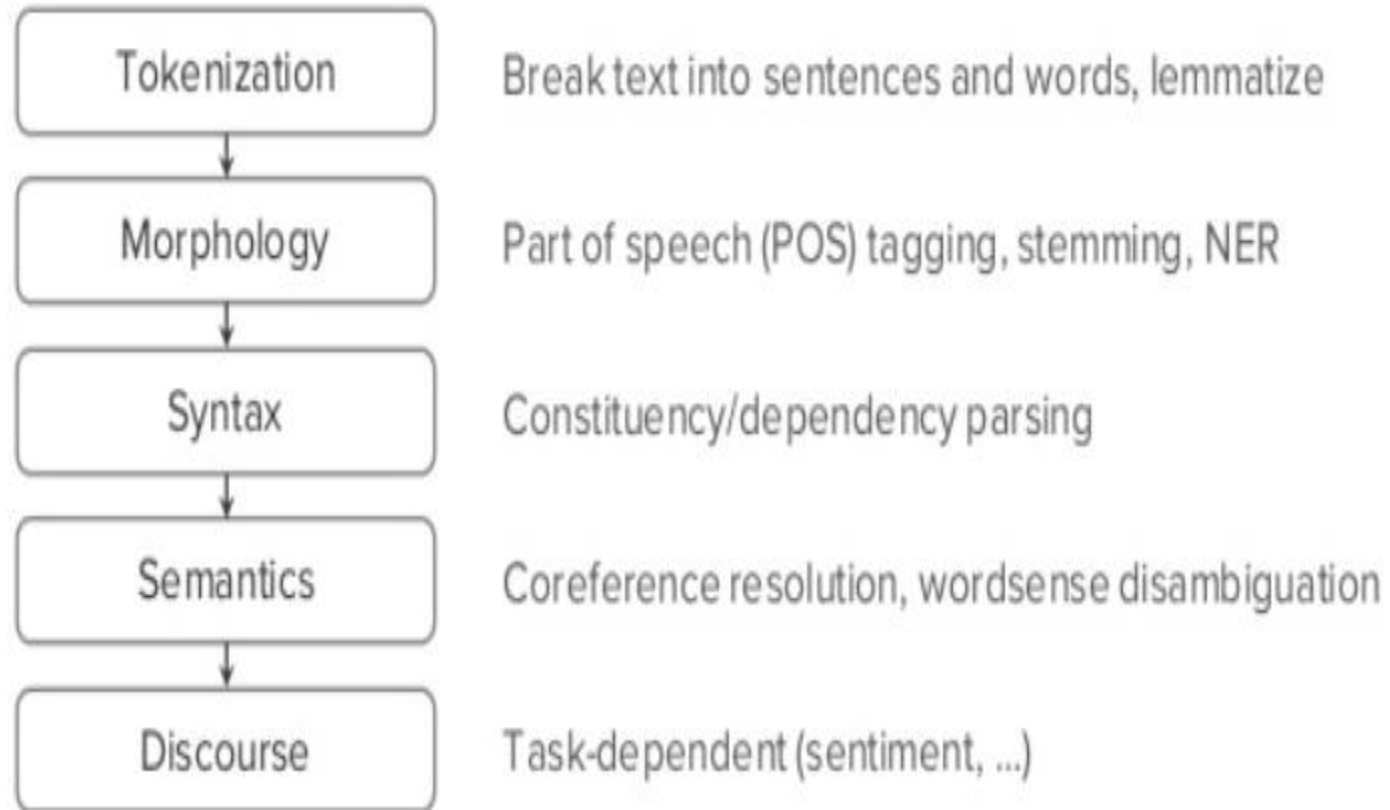 Tokenization
Break text into sentences and words, lemmatize
Morphology
Part of speech (POS) tagging, stemming, NER
Syntax
Constituency/dependency parsing
Semantics
Coreference resolution, wordsense disambiguation
Discourse
Task-dependent (sentiment, ...)